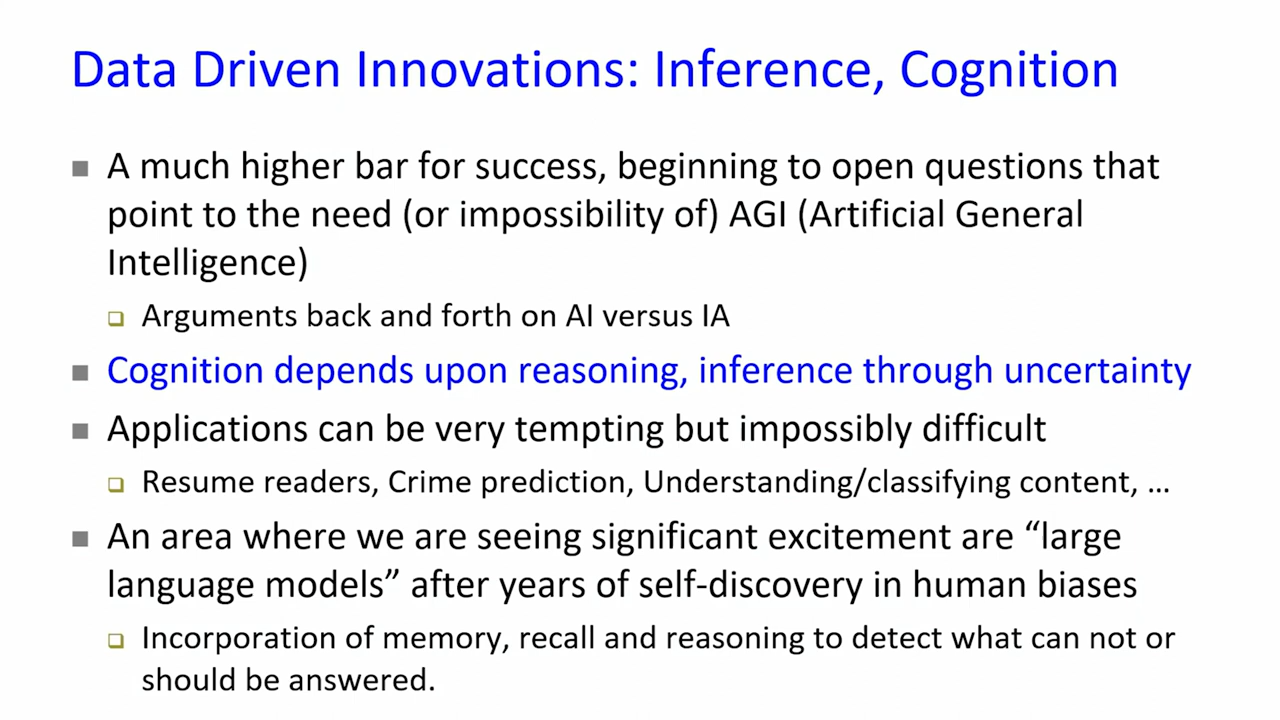 Data Driven Innovations: Inference, Cognition
A much higher bar for success, beginning to open questions that
point to the need (or impossibility of) AGI (Artificial General
Intelligence)
Arguments back and forth on AI versus IA
Cognition depends upon reasoning, inference through uncertainty
Applications can be very tempting but impossibly difficult
Resume readers, Crime prediction, Understanding/classifying content, …
An area where we are seeing significant excitement are “large
language models” after years of self-discovery in human biases
Incorporation of memory, recall and reasoning to detect what can not or
should be answered.